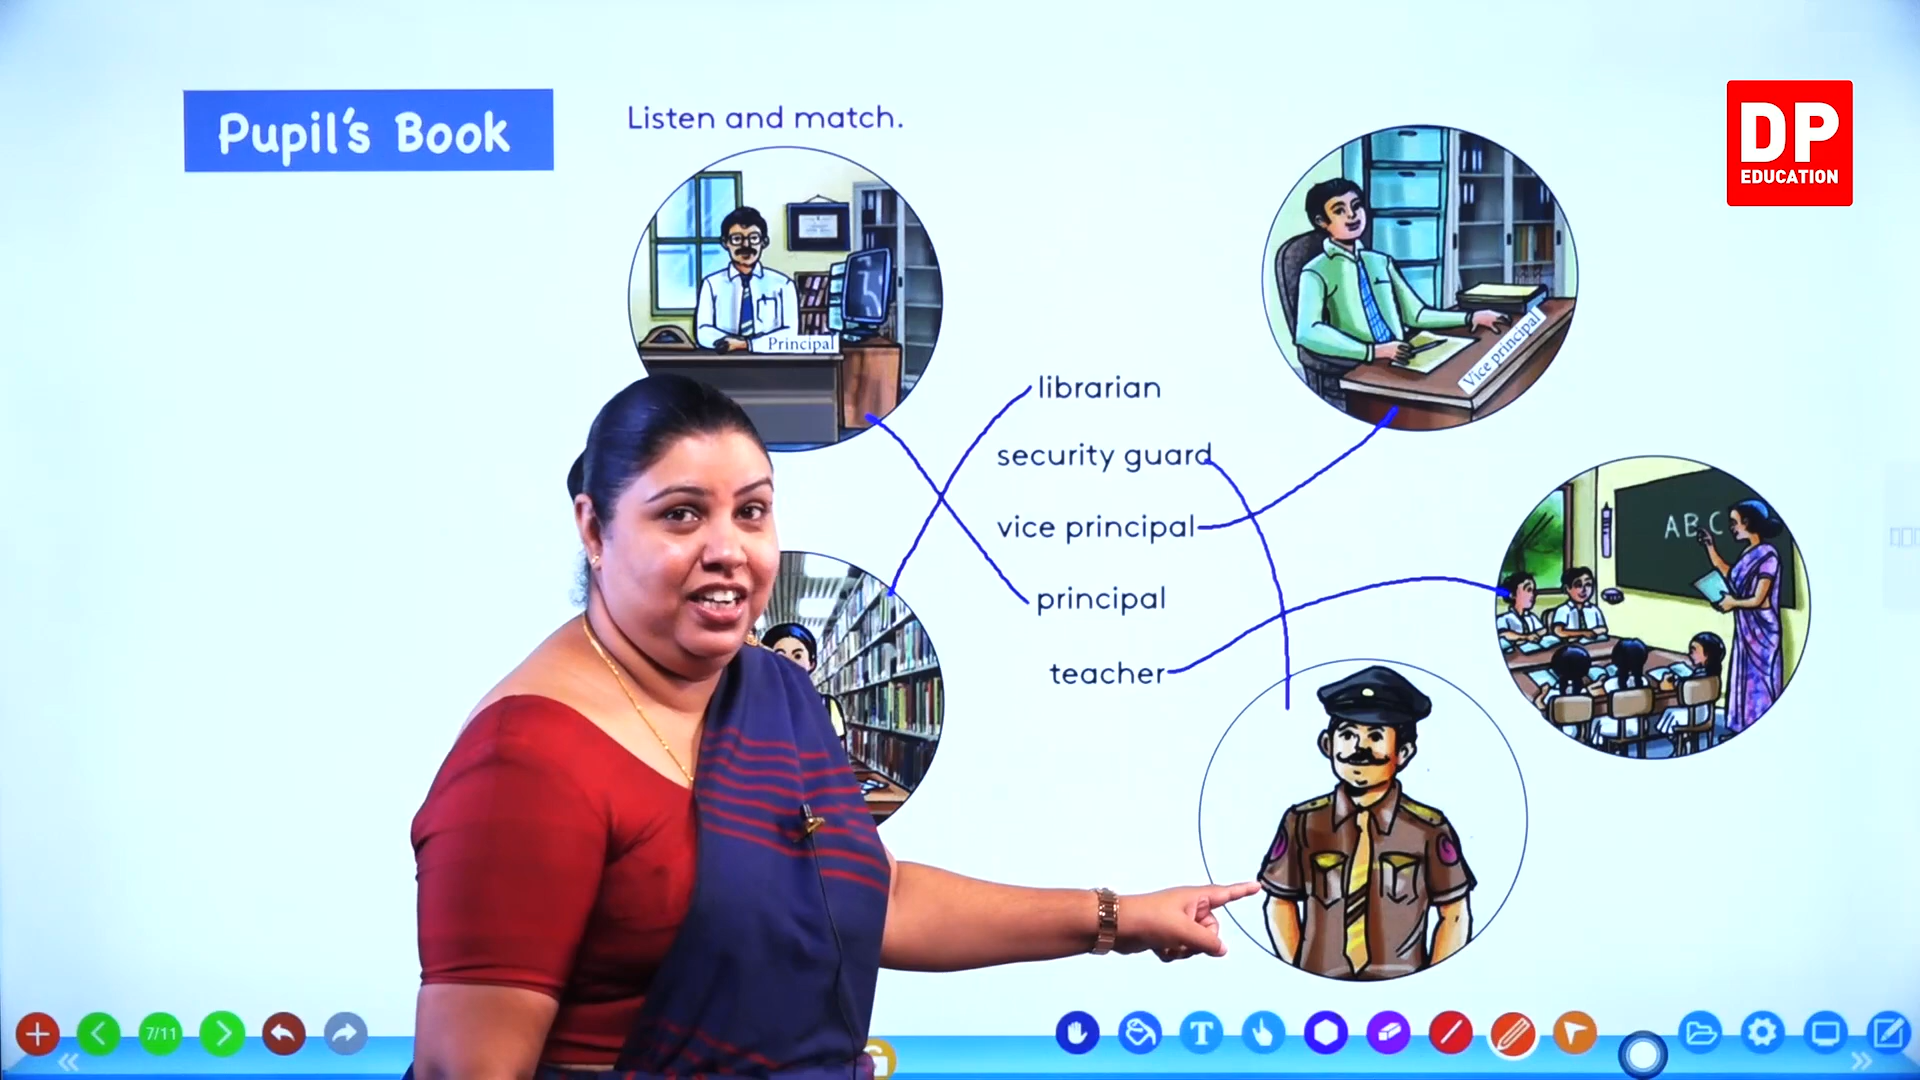 Pupil's Book
Listen and match.
DP
EDUCATION
Principal
Vice principal
librarian
security guard
vice principal
principal
teacher
ABC
7/11
T